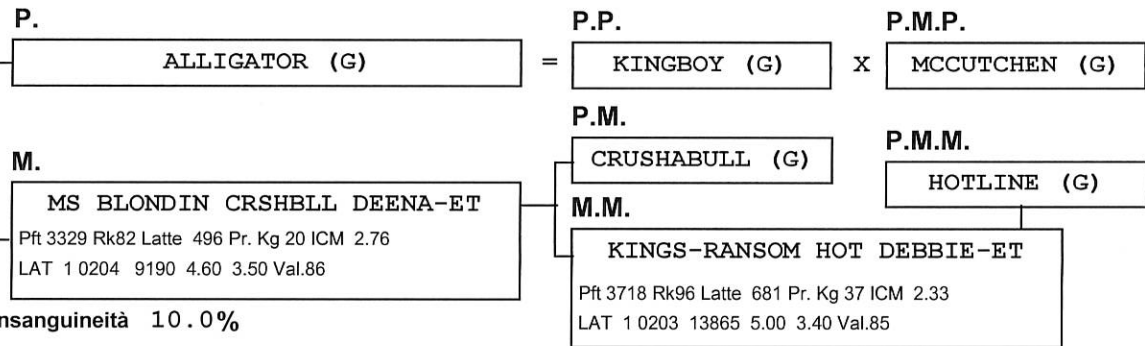 P.
ALLIGATOR (G)
=
P.P.
KINGBOY (G)
X
P.M.P.
MCCUTCHEN (G)
P.M.
CRUSHABULL (G)
P.M.M.
HOTLINE (G)
M.
MS BLONDIN CRSHBLL DEENA-ET
Pft 3329 Rk82 Latte 496 Pr. Kg 20 ICM 2.76
LAT 1 0204 9190 4.60 3.50 Val.86
M.M.
KINGS-RANSOM HOT DEBBIE-ET
Pft 3718 Rk96 Latte 681 Pr. Kg 37 ICM 2.33
LAT 1 0203 13865 5.00 3.40 Val.85
nsanguineità 10.0%